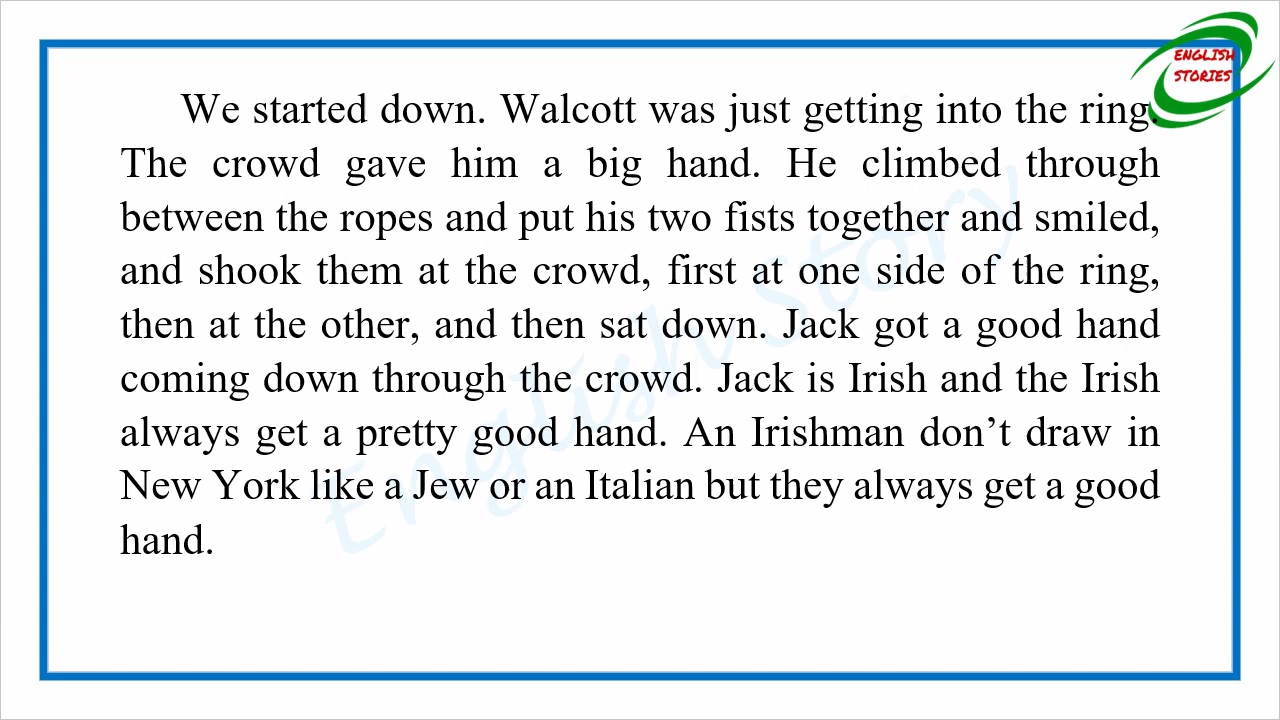 ENGLISH
STORIES
We started down. Walcott was just getting into the ring.
The crowd gave him a big hand. He climbed through
between the ropes and put his two fists together and smiled,
and shook them at the crowd, first at one side of the ring,
then at the other, and then sat down. Jack got a good hand
coming down through the crowd. Jack is Irish and the Irish
always get a pretty good hand. An Irishman don’t draw in
New York like a Jew or an Italian but they always get a good
hand.
English Story